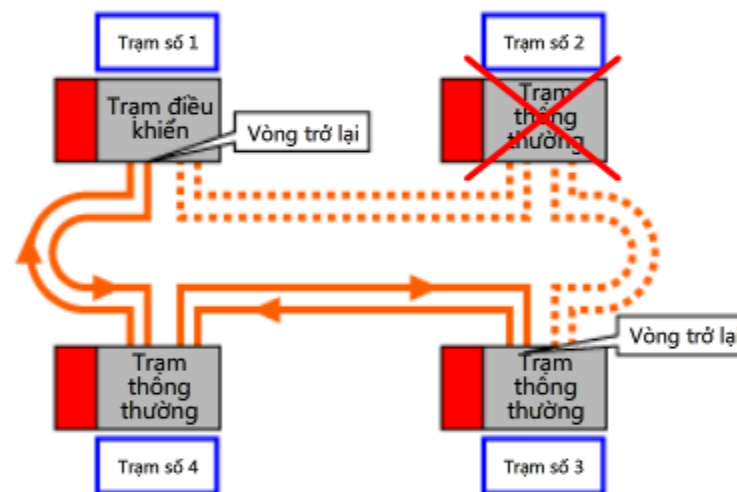 Trạm số 1
Trạm số 2
Trạm điều
khiển
Trạm
thông
thường
Vòng trở lại
Vòng trở lại
Trạm
thông
thường
Trạm
thông
thường
Trạm số 4
Trạm số 3